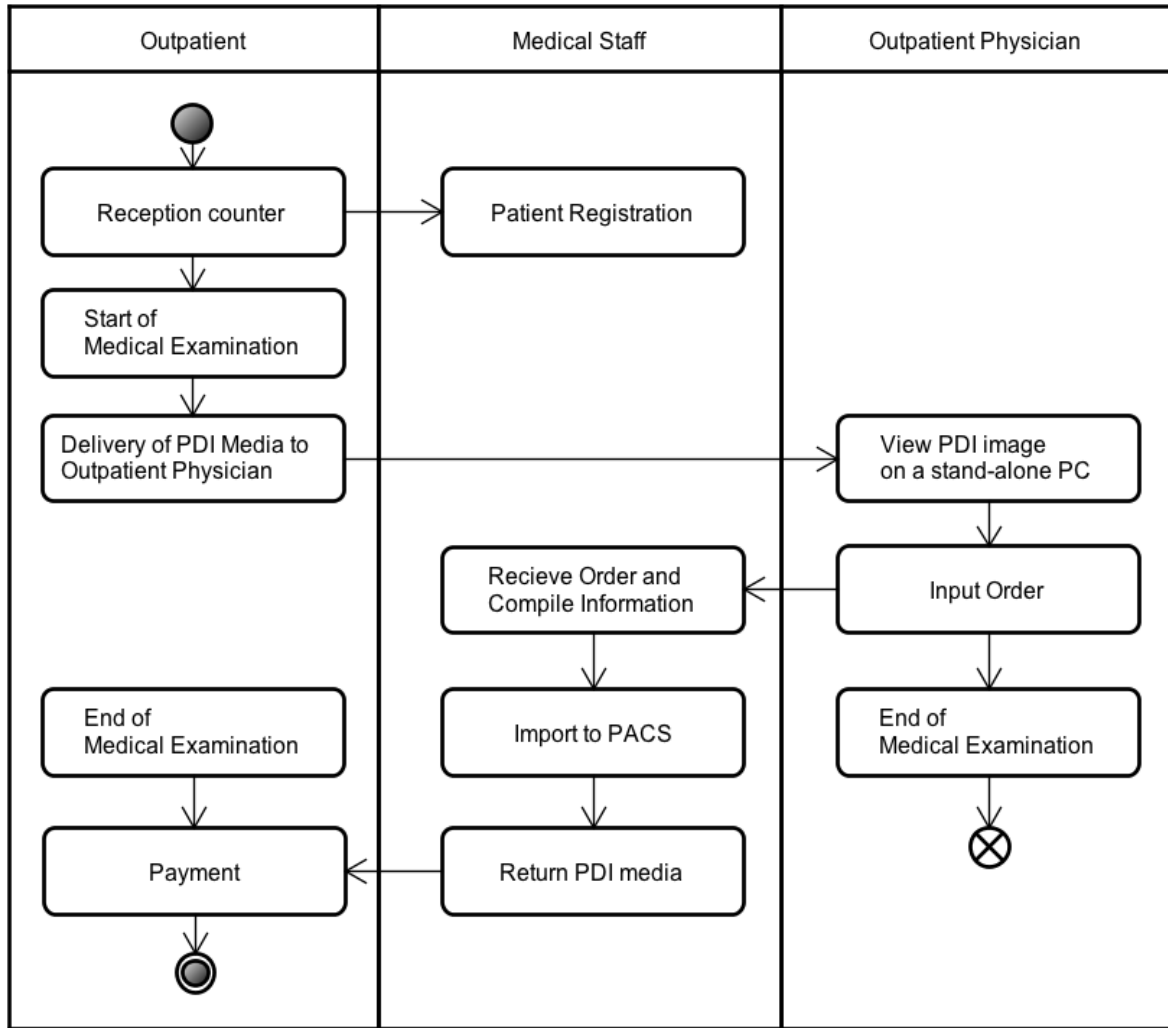 Outpatient
Medical Staff
Outpatient Physician
Reception counter
Patient Registration
Start of
Medical Examination
Delivery of PDI Media to
Outpatient Physician
View PDI image
on a stand-alone PC
Recieve Order and
Compile Information
Input Order
End of
Medical Examination
Import to PACS
End of
Medical Examination
Payment
Return PDI media